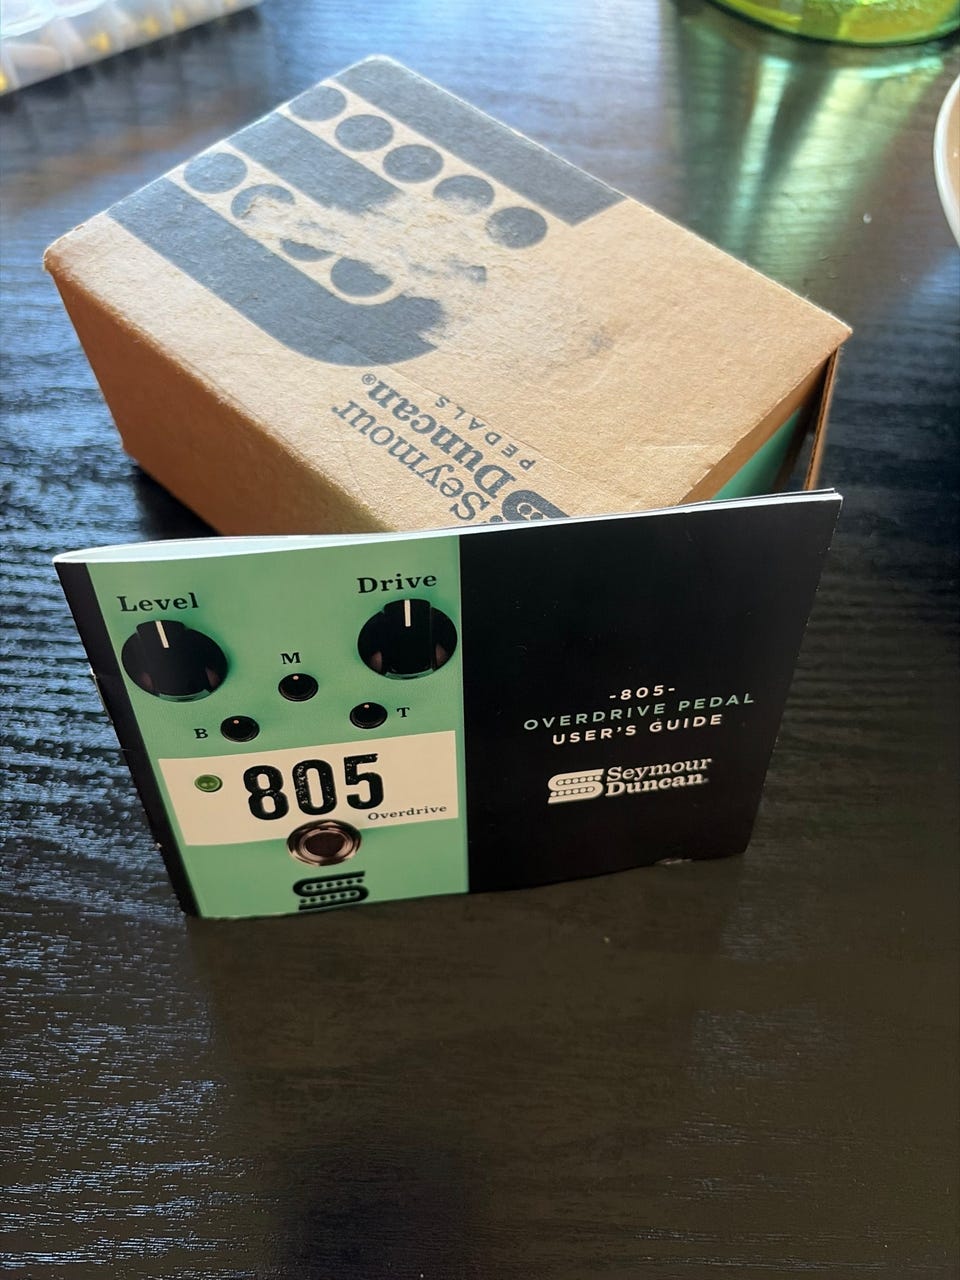 Seymour
Duncan®
PEDALS
Level
Drive
M
B
T
805
Overdrive
-805-
OVERDRIVE PEDAL
USER'S GUIDE
Seymour
Duncan